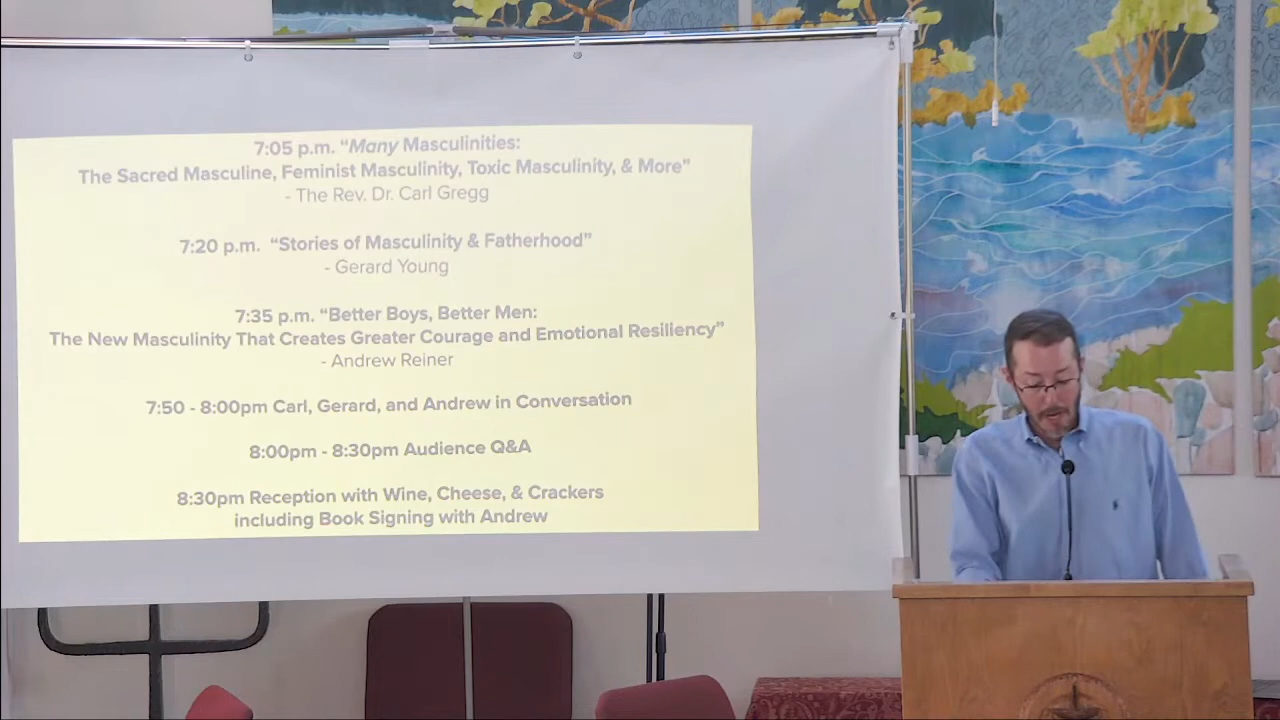 7:05 p.m. “Many Masculinities:
The Sacred Masculine, Feminist Masculinity, Toxic Masculinity, & More”
- The Rev. Dr. Carl Gregg
7:20 p.m. “Stories of Masculinity & Fatherhood”
- Gerard Young
7:35 p.m. “Better Boys, Better Men:
The New Masculinity That Creates Greater Courage and Emotional Resiliency”
- Andrew Reiner
7:50 - 8:00pm Carl, Gerard, and Andrew in Conversation
8:00pm - 8:30pm Audience Q&A
8:30pm Reception with Wine, Cheese, & Crackers
including Book Signing with Andrew